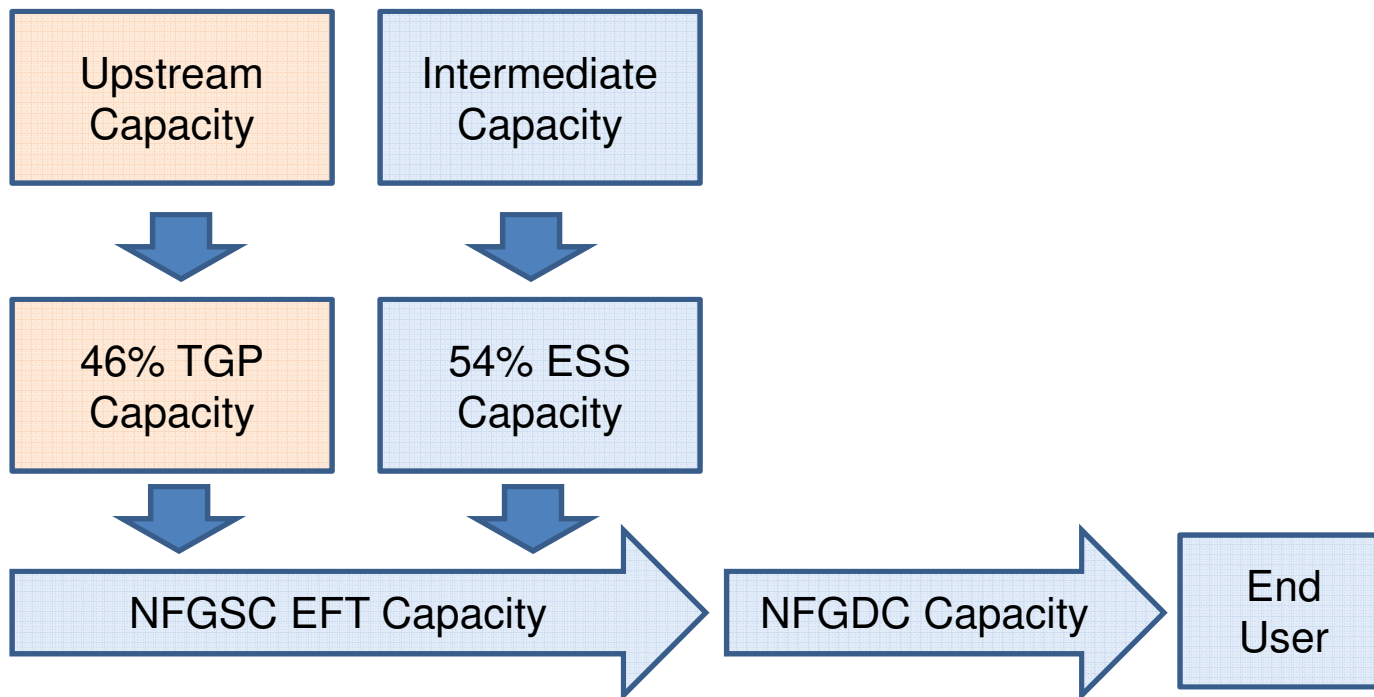 Upstream
Capacity
Intermediate
Capacity
46% TGP
Capacity
54% ESS
Capacity
NFGSC EFT Capacity
NFGDC Capacity
End
User